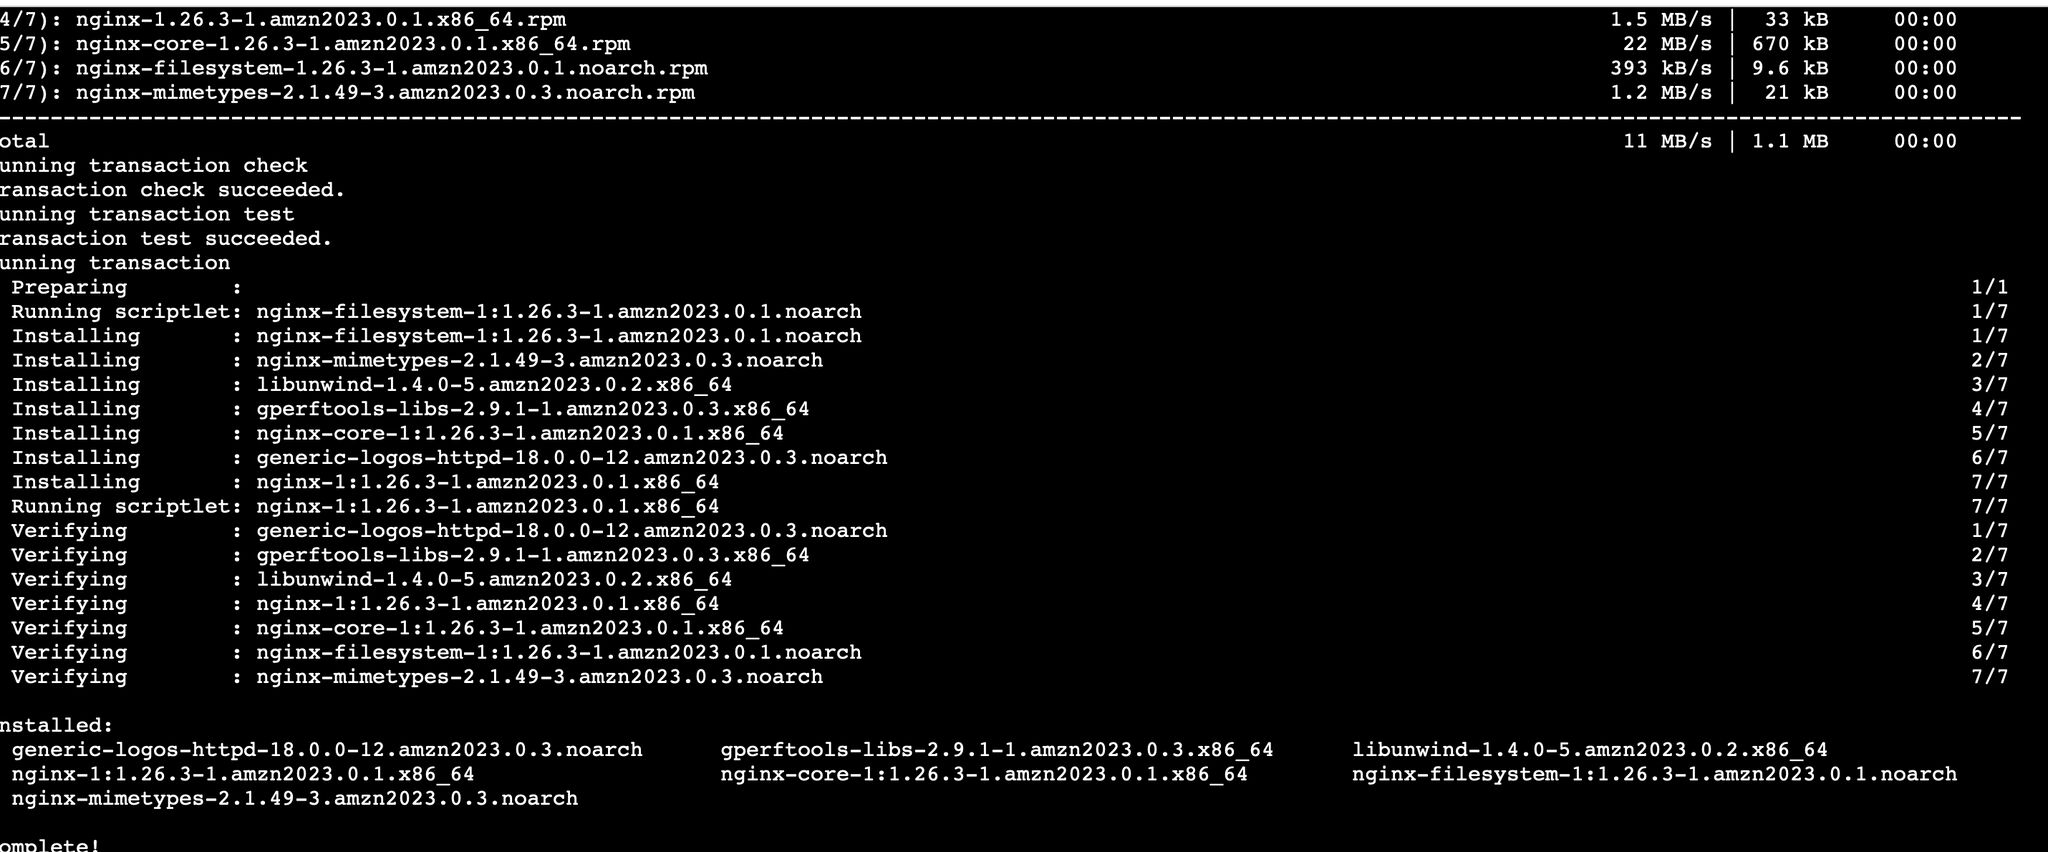 4/7): nginx-1.26.3-1.amzn2023.0.1.x86_64.rpm 1.5 MB/s | 33 kB 00:00
5/7): nginx-core-1.26.3-1.amzn2023.0.1.x86_64.rpm 22 MB/s | 670 kB 00:00
6/7): nginx-filesystem-1.26.3-1.amzn2023.0.1.noarch.rpm 393 kB/s | 9.6 kB 00:00
7/7): nginx-mimetypes-2.1.49-3.amzn2023.0.3.noarch.rpm 1.2 MB/s | 21 kB 00:00
--------------------------------------------------------------------------------
otal 11 MB/s | 1.1 MB 00:00
unning transaction check
ransaction check succeeded.
unning transaction test
ransaction test succeeded.
unning transaction
Preparing : 1/1
Running scriptlet: nginx-filesystem-1:1.26.3-1.amzn2023.0.1.noarch 1/7
Installing : nginx-filesystem-1:1.26.3-1.amzn2023.0.1.noarch 1/7
Installing : nginx-mimetypes-2.1.49-3.amzn2023.0.3.noarch 2/7
Installing : libunwind-1.4.0-5.amzn2023.0.2.x86_64 3/7
Installing : gperftools-libs-2.9.1-1.amzn2023.0.3.x86_64 4/7
Installing : nginx-core-1:1.26.3-1.amzn2023.0.1.x86_64 5/7
Installing : generic-logos-httpd-18.0.0-12.amzn2023.0.3.noarch 6/7
Installing : nginx-1:1.26.3-1.amzn2023.0.1.x86_64 7/7
Running scriptlet: nginx-1:1.26.3-1.amzn2023.0.1.x86_64 7/7
Verifying : generic-logos-httpd-18.0.0-12.amzn2023.0.3.noarch 1/7
Verifying : gperftools-libs-2.9.1-1.amzn2023.0.3.x86_64 2/7
Verifying : libunwind-1.4.0-5.amzn2023.0.2.x86_64 3/7
Verifying : nginx-1:1.26.3-1.amzn2023.0.1.x86_64 4/7
Verifying : nginx-core-1:1.26.3-1.amzn2023.0.1.x86_64 5/7
Verifying : nginx-filesystem-1:1.26.3-1.amzn2023.0.1.noarch 6/7
Verifying : nginx-mimetypes-2.1.49-3.amzn2023.0.3.noarch 7/7
nstalled:
generic-logos-httpd-18.0.0-12.amzn2023.0.3.noarch gperftools-libs-2.9.1-1.amzn2023.0.3.x86_64 libunwind-1.4.0-5.amzn2023.0.2.x86_64
nginx-1:1.26.3-1.amzn2023.0.1.x86_64 nginx-core-1:1.26.3-1.amzn2023.0.1.x86_64 nginx-filesystem-1:1.26.3-1.amzn2023.0.1.noarch
nginx-mimetypes-2.1.49-3.amzn2023.0.3.noarch
omplete!